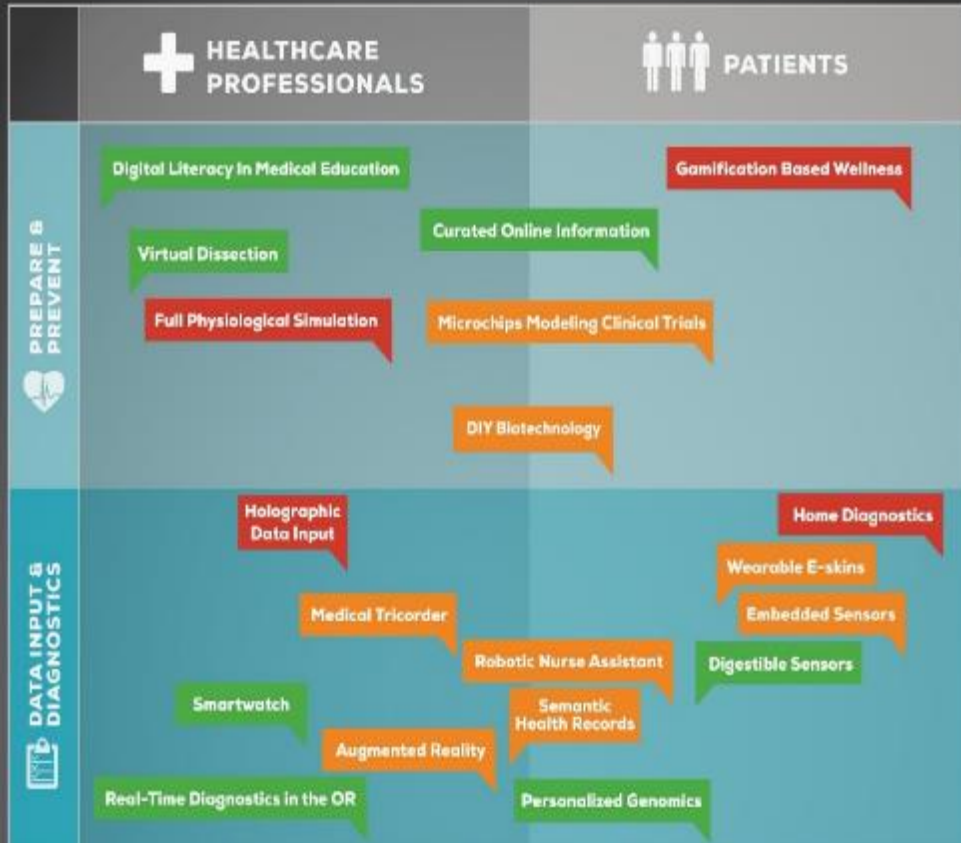 HEALTHCARE
PROFESSIONALS
PATIENTS
PREPARE &
PREVENT
Digital Literacy In Medical Education
Gamification Based Wellness
Curated Online Information
Virtual Dissection
Full Physiological Simulation
Microchips Modeling Clinical Trials
DIY Biotechnology
DATA INPUT &
DIAGNOSTICS
Holographic
Data Input
Home Diagnostics
Wearable E-skins
Medical Tricorder
Embedded Sensors
Robotic Nurse Assistant
Digestible Sensors
Smartwatch
Semantic
Health Records
Augmented Reality
Real-Time Diagnostics in the OR
Personalized Genomics